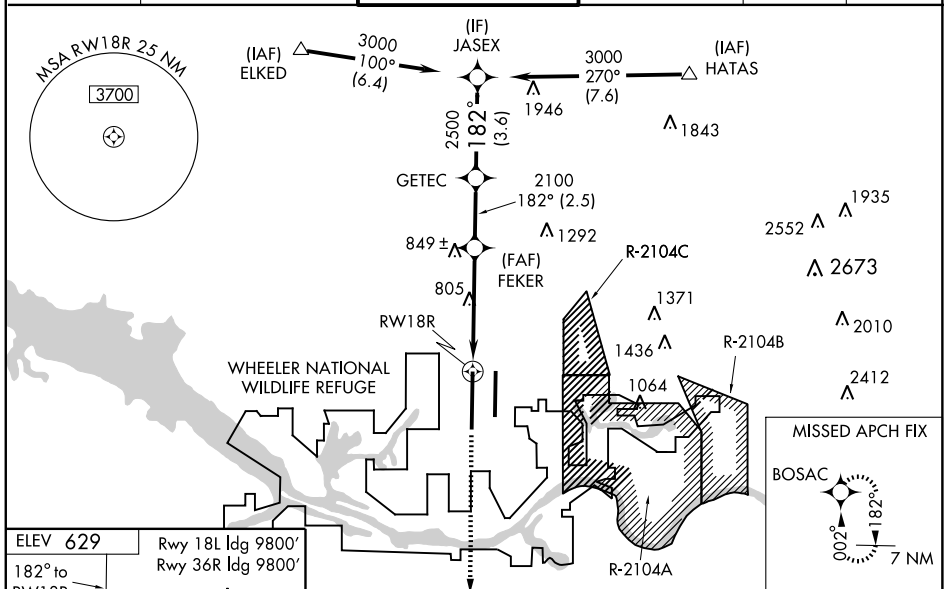 MSA RW18R 25 NM
3700
(IAF)
ELKED
3000
100°
(6.4)
(IF)
JASEX
3000
270°
(7.6)
(IAF)
HATAS
1946
1843
2500
182°
(3.6)
GETEC
2100
182° (2.5)
1935
2552
849 ±
1292
(FAF)
FEKER
R-2104C
2673
805
1371
RW18R
2010
1436
R-2104B
WHEELER NATIONAL
WILDLIFE REFUGE
1064
2412
MISSED APCH FIX
BOSAC
002°
182°
7 NM
R-2104A
ELEV 629
Rwy 18L ldg 9800'
Rwy 36R ldg 9800'
182° to
RW18R